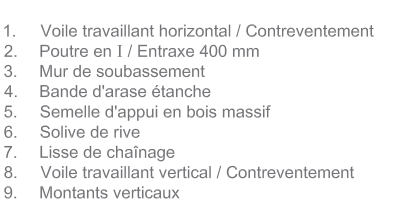 1. Voile travaillant horizontal / Contreventement
2. Poutre en I / Entraxe 400 mm
3. Mur de soubassement
4. Bande d'arase étanche
5. Semelle d'appui en bois massif
6. Solive de rive
7. Lisse de chaînage
8. Voile travaillant vertical / Contreventement
9. Montants verticaux